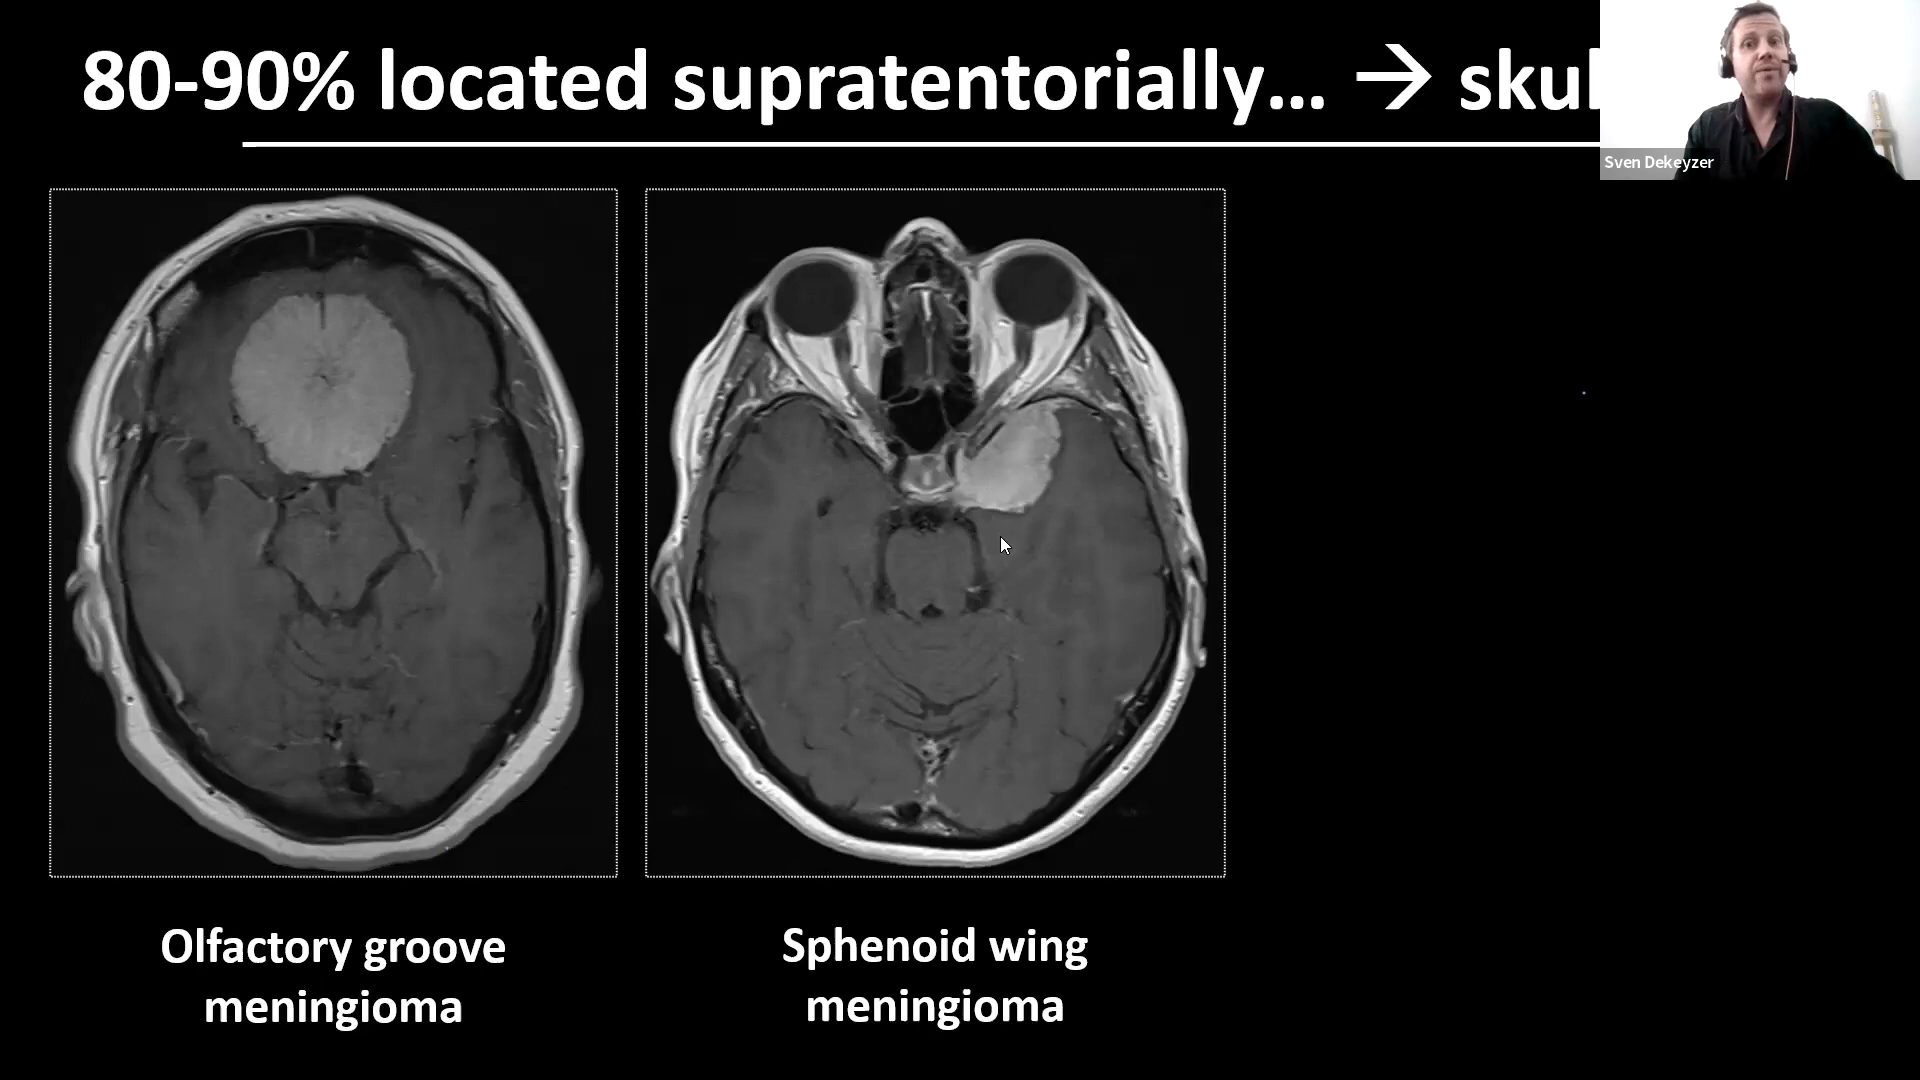 80-90% located supratentorially... → skul
Sven Dekeyzer
Olfactory groove
meningioma
Sphenoid wing
meningioma